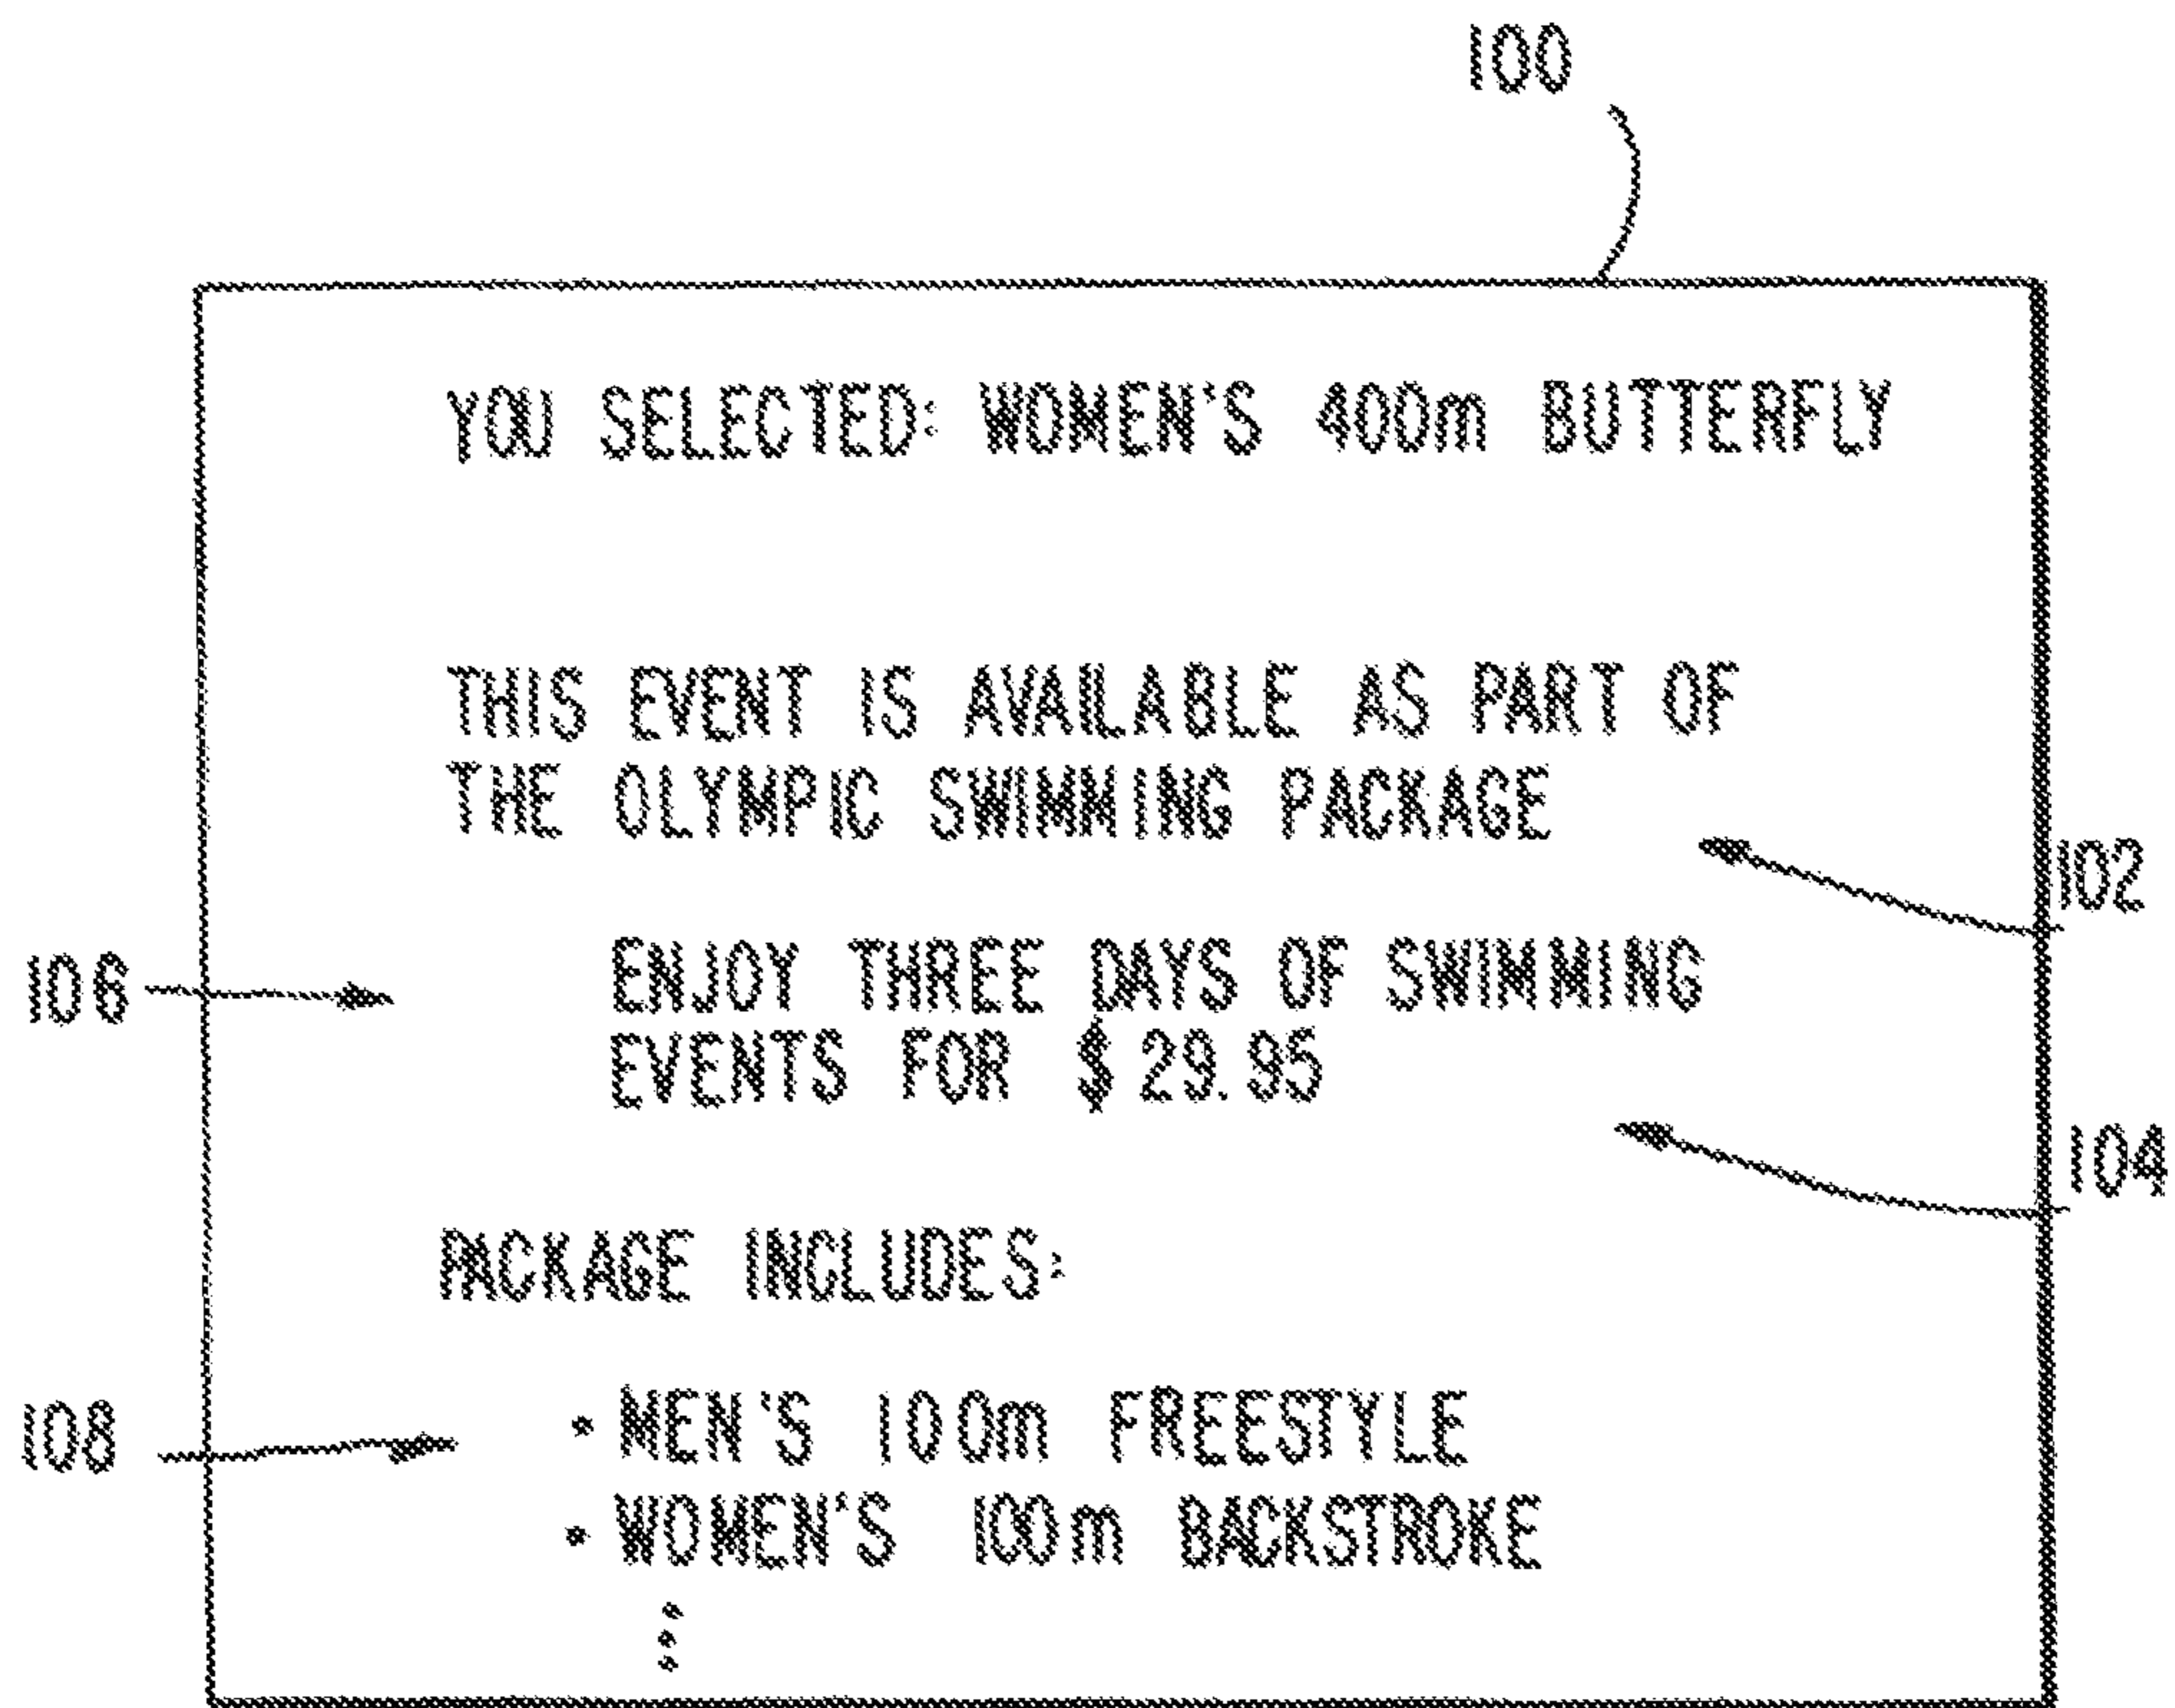 100
YOU SELECTED: WOMEN'S 400m BUTTERFLY
THIS EVENT IS AVAILABLE AS PART OF
THE OLYMPIC SWIMMING PACKAGE
102
106
ENJOY THREE DAYS OF SWIMMING
EVENTS FOR $ 29.95
104
PACKAGE INCLUDES:
108
• MEN'S 100m FREESTYLE
• WOMEN'S 100m BACKSTROKE